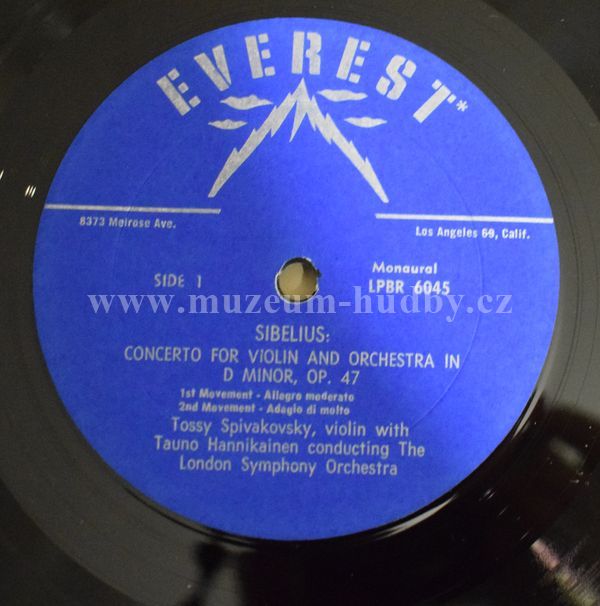 EVEREST*
8373 Melrose Ave.
Los Angeles 69, Calif.
SIDE 1
Monaural
LPBR 6045
www.muzeum-hudby.cz
SIBELIUS:
CONCERTO FOR VIOLIN AND ORCHESTRA IN
D MINOR, OP. 47
1st Movement - Allegro moderato
2nd Movement - Adagio di molto
Tossy Spivakovsky, violin with
Tauno Hannikainen conducting The
London Symphony Orchestra